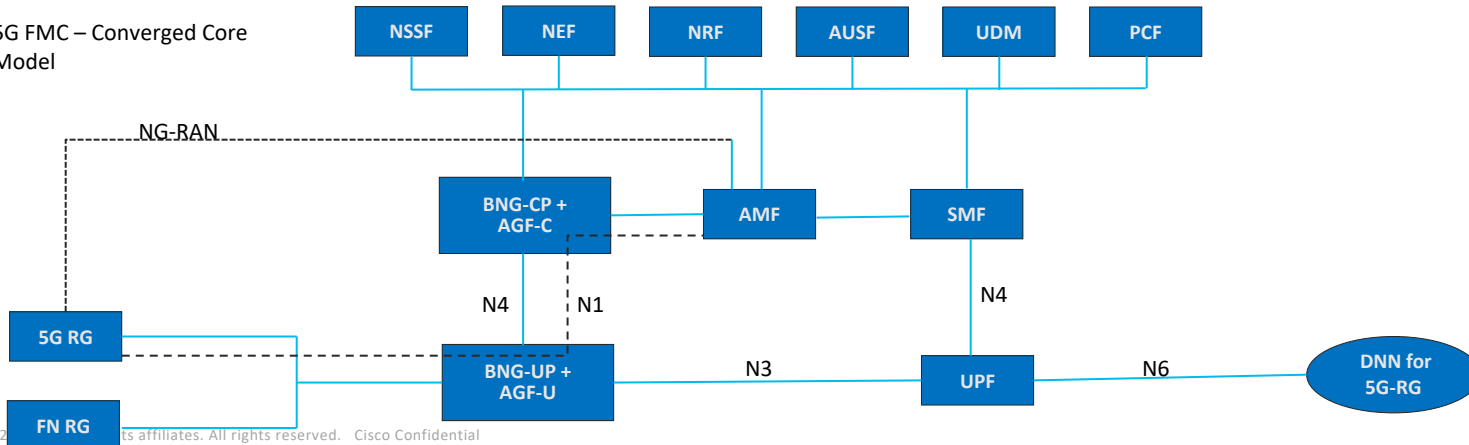 5G FMC – Converged Core
Model
NSSF
NEF
NRF
AUSF
UDM
PCF
NG-RAN
BNG-CP +
AGF-C
AMF
SMF
N4
N1
N4
5G RG
BNG-UP +
AGF-U
N3
UPF
N6
DNN for
5G-RG
FN RG
affiliates. All rights reserved. Cisco Confidential